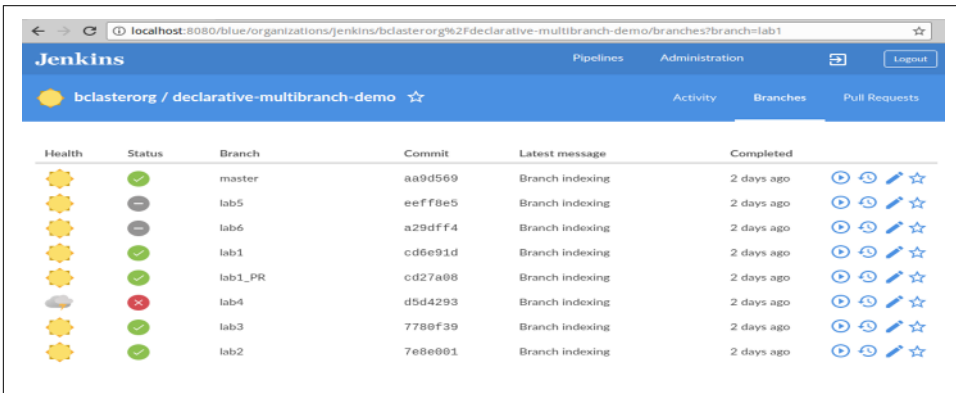 localhost:8080/blue/organizations/jenkins/bclasterorg%2Fdeclarative-multibranch-demo/branches?branch=lab1
Jenkins Pipelines Administration Logout
bclasterorg / declarative-multibranch-demo Activity Branches Pull Requests
Health Status Branch Commit Latest message Completed
master aa9d569 Branch indexing 2 days ago
lab5 eeff8e5 Branch indexing 2 days ago
lab6 a29dff4 Branch indexing 2 days ago
lab1 cd6e91d Branch indexing 2 days ago
lab1_PR cd27a08 Branch indexing 2 days ago
lab4 d5d4293 Branch indexing 2 days ago
lab3 7780f39 Branch indexing 2 days ago
lab2 7e8e001 Branch indexing 2 days ago